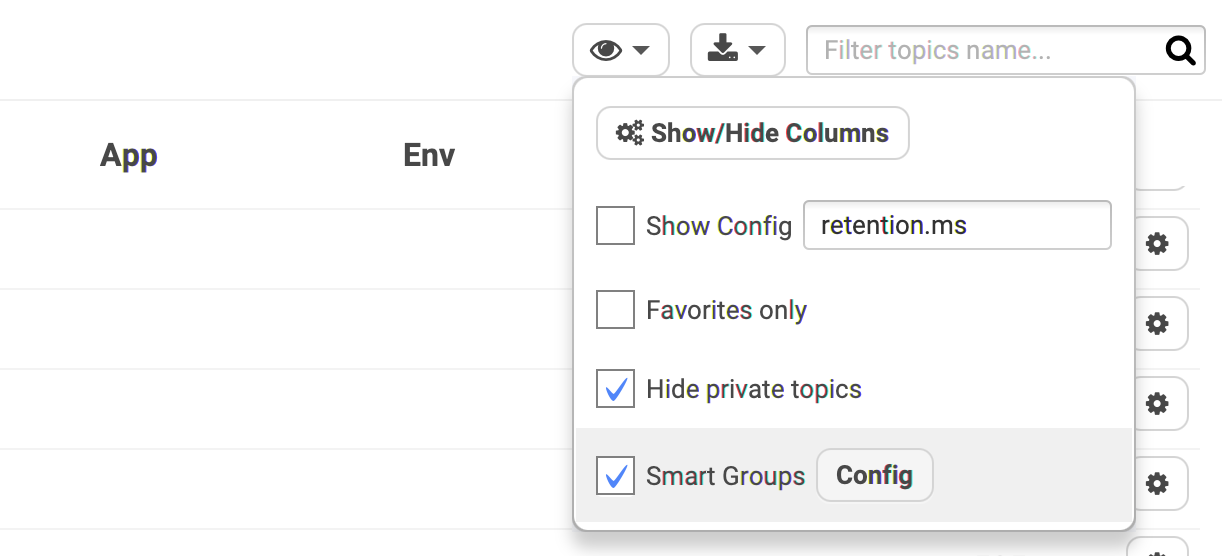 Filter topics name...
Show/Hide Columns
App
Env
Show Config
retention.ms
Favorites only
Hide private topics
Smart Groups
Config